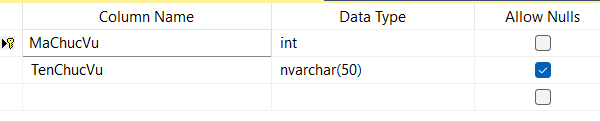 Column Name Data Type Allow Nulls
MaChucVu int
TenChucVu nvarchar(50)